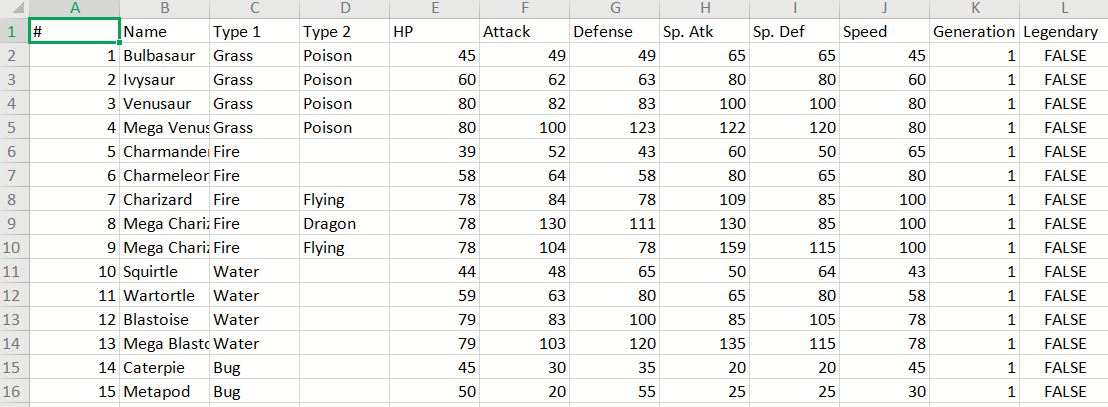 A B C D E F G H I J K L
1 # Name Type 1 Type 2 HP Attack Defense Sp. Atk Sp. Def Speed Generation Legendary
2 1 Bulbasaur Grass Poison 45 49 49 65 65 45 1 FALSE
3 2 Ivysaur Grass Poison 60 62 63 80 80 60 1 FALSE
4 3 Venusaur Grass Poison 80 82 83 100 100 80 1 FALSE
5 4 Mega Venus Grass Poison 80 100 123 122 120 80 1 FALSE
6 5 Charmander Fire 39 52 43 60 50 65 1 FALSE
7 6 Charmeleon Fire 58 64 58 80 65 80 1 FALSE
8 7 Charizard Fire Flying 78 84 78 109 85 100 1 FALSE
9 8 Mega Chariz Fire Dragon 78 130 111 130 85 100 1 FALSE
10 9 Mega Chariz Fire Flying 78 104 78 159 115 100 1 FALSE
11 10 Squirtle Water 44 48 65 50 64 43 1 FALSE
12 11 Wartortle Water 59 63 80 65 80 58 1 FALSE
13 12 Blastoise Water 79 83 100 85 105 78 1 FALSE
14 13 Mega Blasto Water 79 103 120 135 115 78 1 FALSE
15 14 Caterpie Bug 45 30 35 20 20 45 1 FALSE
16 15 Metapod Bug 50 20 55 25 25 30 1 FALSE